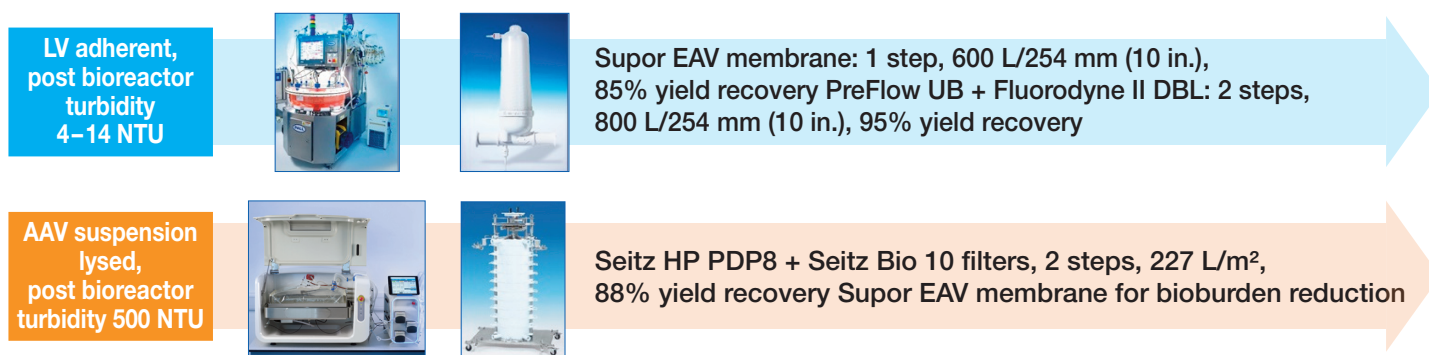 LV adherent,
post bioreactor
turbidity
4–14 NTU
Supor EAV membrane: 1 step, 600 L/254 mm (10 in.),
85% yield recovery PreFlow UB + Fluorodyne II DBL: 2 steps,
800 L/254 mm (10 in.), 95% yield recovery
AAV suspension
lysed,
post bioreactor
turbidity 500 NTU
Seitz HP PDP8 + Seitz Bio 10 filters, 2 steps, 227 L/m²,
88% yield recovery Supor EAV membrane for bioburden reduction